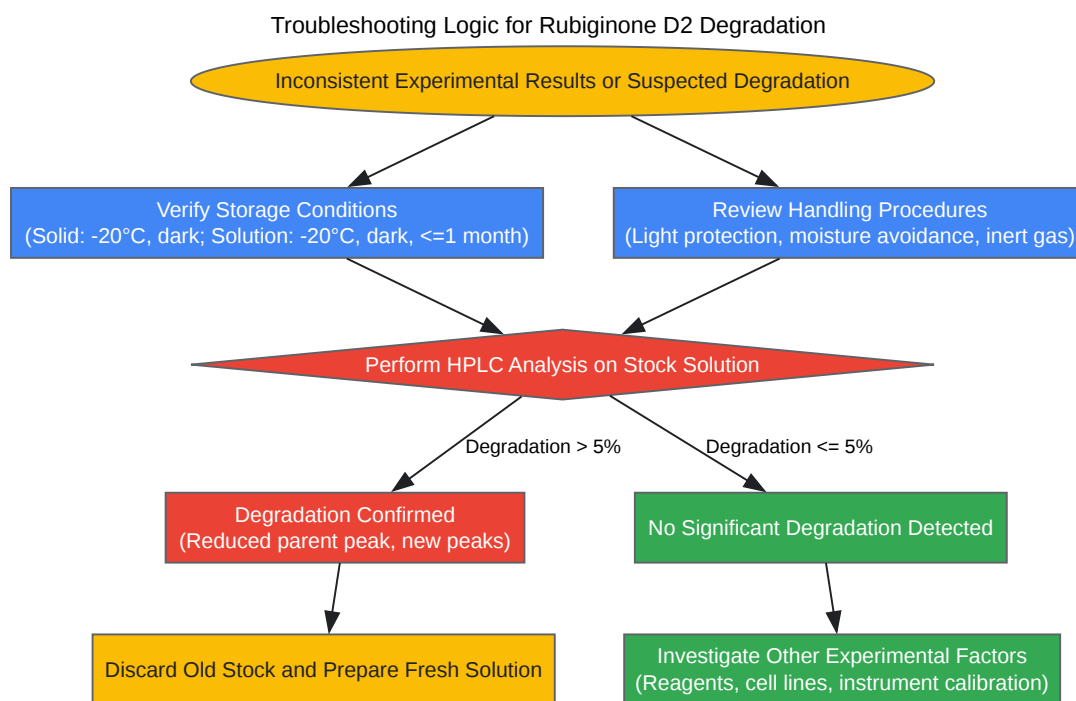 Troubleshooting Logic for Rubiginone D2 Degradation
Inconsistent Experimental Results or Suspected Degradation
Verify Storage Conditions
(Solid: -20°C, dark; Solution: -20°C, dark, <=1 month)
Review Handling Procedures
(Light protection, moisture avoidance, inert gas)
Perform HPLC Analysis on Stock Solution
Degradation > 5%
Degradation <= 5%
Degradation Confirmed
(Reduced parent peak, new peaks)
No Significant Degradation Detected
Discard Old Stock and Prepare Fresh Solution
Investigate Other Experimental Factors
(Reagents, cell lines, instrument calibration)